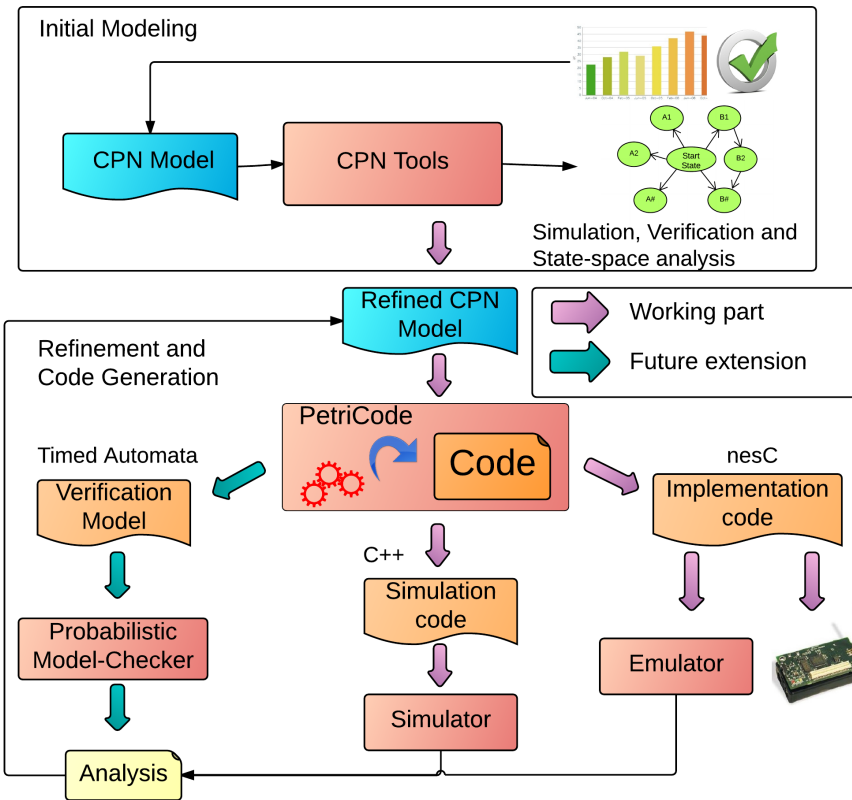 Initial Modeling
CPN Model
CPN Tools
A1
B1
A2
Start
State
B2
A#
B#
Simulation, Verification and
State-space analysis
Refined CPN
Model
Working part
Future extension
Refinement and
Code Generation
PetriCode
Code
Timed Automata
Verification
Model
nesC
Implementation
code
C++
Simulation
code
Probabilistic
Model-Checker
Emulator
Simulator
Analysis